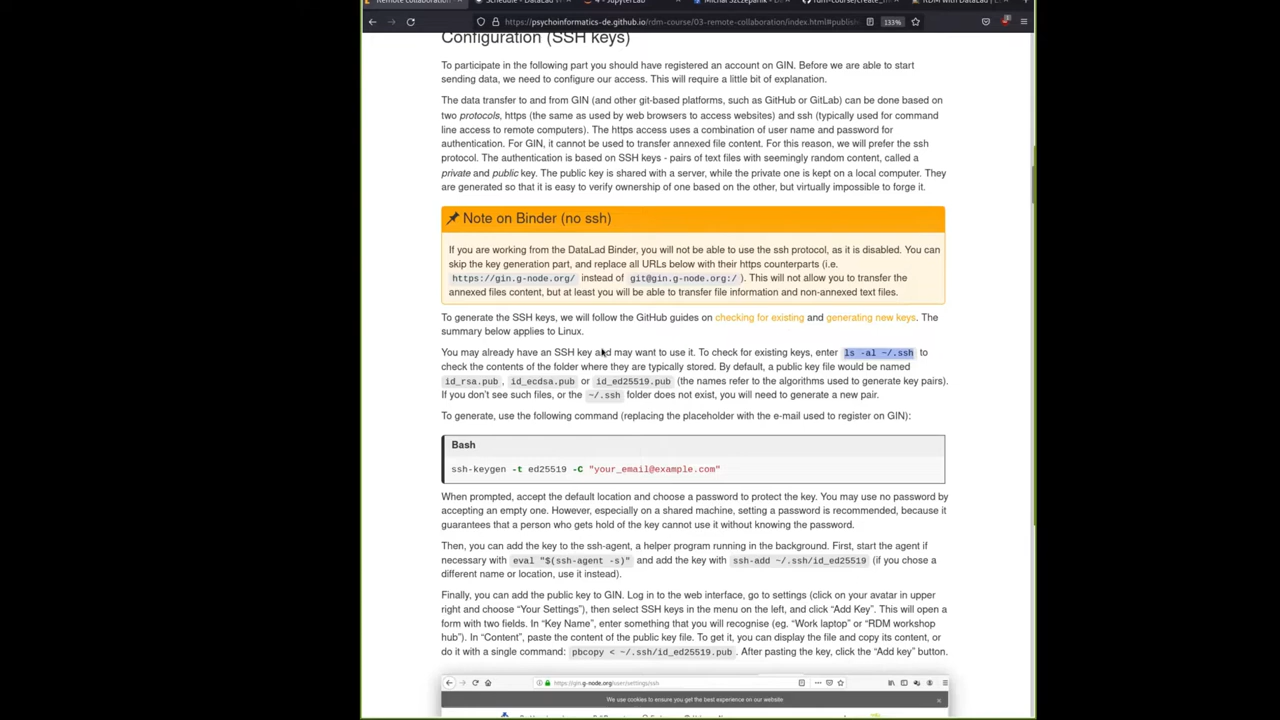 Remote collaboration
Schedule - DataLad
JupyterLab
Michał Szczepanik
RDM with DataLad
https://psychoinformatics-de.github.io/rdm-course/03-remote-collaboration/index.html#publis
133%
Configuration (SSH keys)
To participate in the following part you should have registered an account on GIN. Before we are able to start
sending data, we need to configure our access. This will require a little bit of explanation.
The data transfer to and from GIN (and other git-based platforms, such as GitHub or GitLab) can be done based on
two protocols, https (the same as used by web browsers to access websites) and ssh (typically used for command
line access to remote computers). The https access uses a combination of user name and password for
authentication. For GIN, it cannot be used to transfer annexed file content. For this reason, we will prefer the ssh
protocol. The authentication is based on SSH keys - pairs of text files with seemingly random content, called a
private and public key. The public key is shared with a server, while the private one is kept on a local computer. They
are generated so that it is easy to verify ownership of one based on the other, but virtually impossible to forge it.
Note on Binder (no ssh)
If you are working from the DataLad Binder, you will not be able to use the ssh protocol, as it is disabled. You can
skip the key generation part, and replace all URLs below with their https counterparts (i.e.
https://gin.g-node.org/ instead of git@gin.g-node.org:/ ). This will not allow you to transfer the
annexed files content, but at least you will be able to transfer file information and non-annexed text files.
To generate the SSH keys, we will follow the GitHub guides on checking for existing and generating new keys. The
summary below applies to Linux.
You may already have an SSH key and may want to use it. To check for existing keys, enter ls -al ~/.ssh to
check the contents of the folder where they are typically stored. By default, a public key file would be named
id_rsa.pub , id_ecdsa.pub or id_ed25519.pub (the names refer to the algorithms used to generate key pairs).
If you don't see such files, or the ~/.ssh folder does not exist, you will need to generate a new pair.
To generate, use the following command (replacing the placeholder with the e-mail used to register on GIN):
Bash
ssh-keygen -t ed25519 -C "your_email@example.com"
When prompted, accept the default location and choose a password to protect the key. You may use no password by
accepting an empty one. However, especially on a shared machine, setting a password is recommended, because it
guarantees that a person who gets hold of the key cannot use it without knowing the password.
Then, you can add the key to the ssh-agent, a helper program running in the background. First, start the agent if
necessary with eval "$(ssh-agent -s)" and add the key with ssh-add ~/.ssh/id_ed25519 (if you chose a
different name or location, use it instead).
Finally, you can add the public key to GIN. Log in to the web interface, go to settings (click on your avatar in upper
right and choose “Your Settings”), then select SSH keys in the menu on the left, and click “Add Key”. This will open a
form with two fields. In “Key Name”, enter something that you will recognise (eg. “Work laptop” or “RDM workshop
hub”). In “Content”, paste the content of the public key file. To get it, you can display the file and copy its content, or
do it with a single command: pbcopy < ~/.ssh/id_ed25519.pub . After pasting the key, click the “Add key” button.
https://gin.g-node.org/user/settings/ssh
We use cookies to ensure you get the best experience on our website